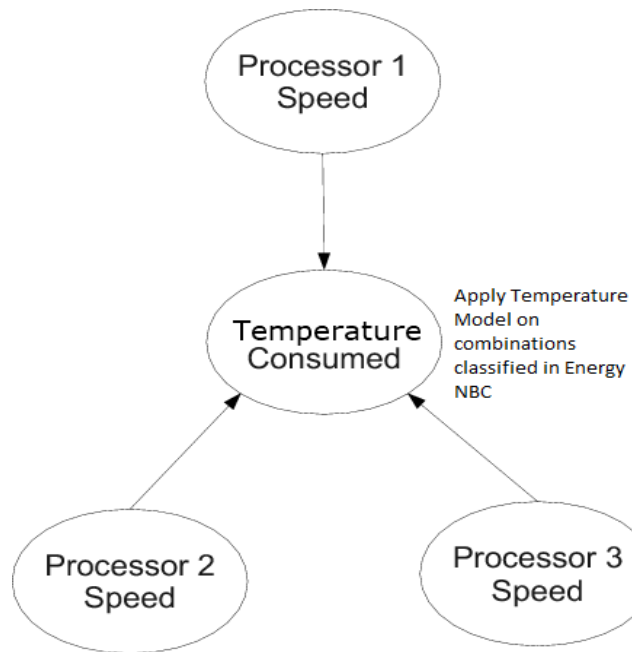 Processor 1
Speed
Temperature
Consumed
Apply Temperature
Model on
combinations
classified in Energy
NBC
Processor 2
Speed
Processor 3
Speed